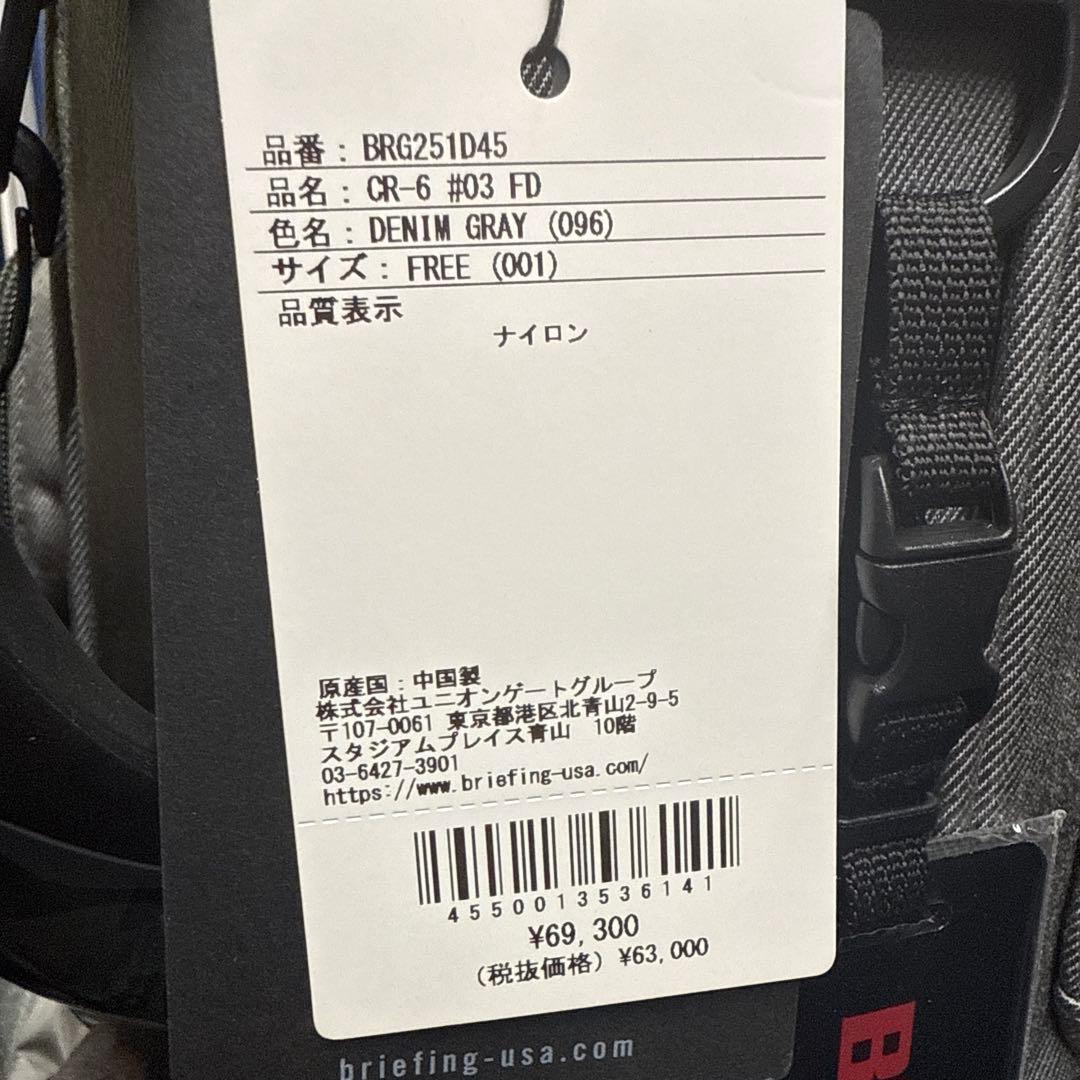 品番: BRG251D45
品名: CR-6 #03 FD
色名: DENIM GRAY (096)
サイズ: FREE (001)
品質表示
ナイロン
原産国:中国製
株式会社ユニオンゲートグループ
〒107-0061 東京都港区北青山2-9-5
スタジアムプレイス青山 10階
03-6427-3901
https://www.briefing-usa.com/
4550013536141
¥69,300
(税抜価格) ¥63,000
briefing-usa.com
B